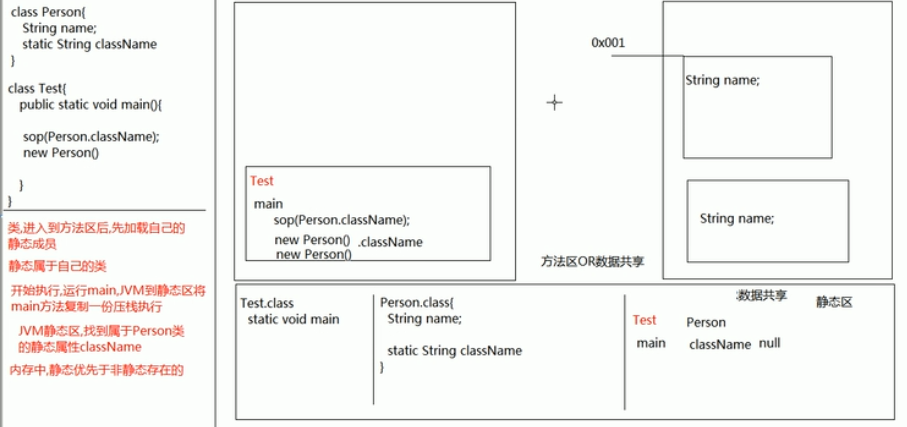 class Person{
String name;
static String className
}
class Test{
public static void main(){
sop(Person.className);
new Person()
}
}
类,进入到方法区后,先加载自己的
静态成员
静态属于自己的类
开始执行,运行main,JVM到静态区将
main方法复制一份压栈执行
JVM静态区,找到属于Person类
的静态属性className
内存中,静态优先于非静态存在的
Test
main
sop(Person.className);
new Person() .className
new Person()
0x001
String name;
String name;
方法区OR数据共享
Test.class
static void main
Person.class{
String name;
static String className
}
:数据共享
静态区
Test Person
main className null